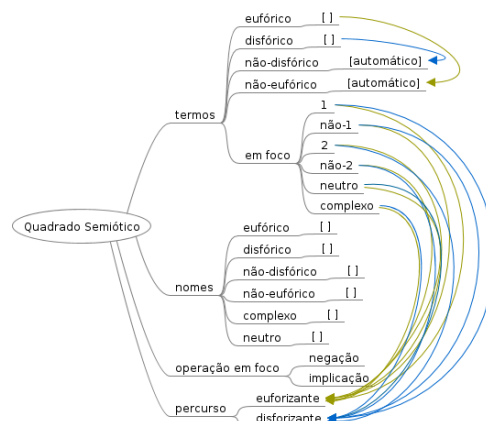 Quadrado Semiótico
termos
eufórico [ ]
disfórico [ ]
não-disfórico [automático]
não-eufórico [automático]
em foco
1
não-1
2
não-2
neutro
complexo
nomes
eufórico [ ]
disfórico [ ]
não-disfórico [ ]
não-eufórico [ ]
complexo [ ]
neutro [ ]
operação em foco
negação
implicação
percurso
euforizante
disforizante